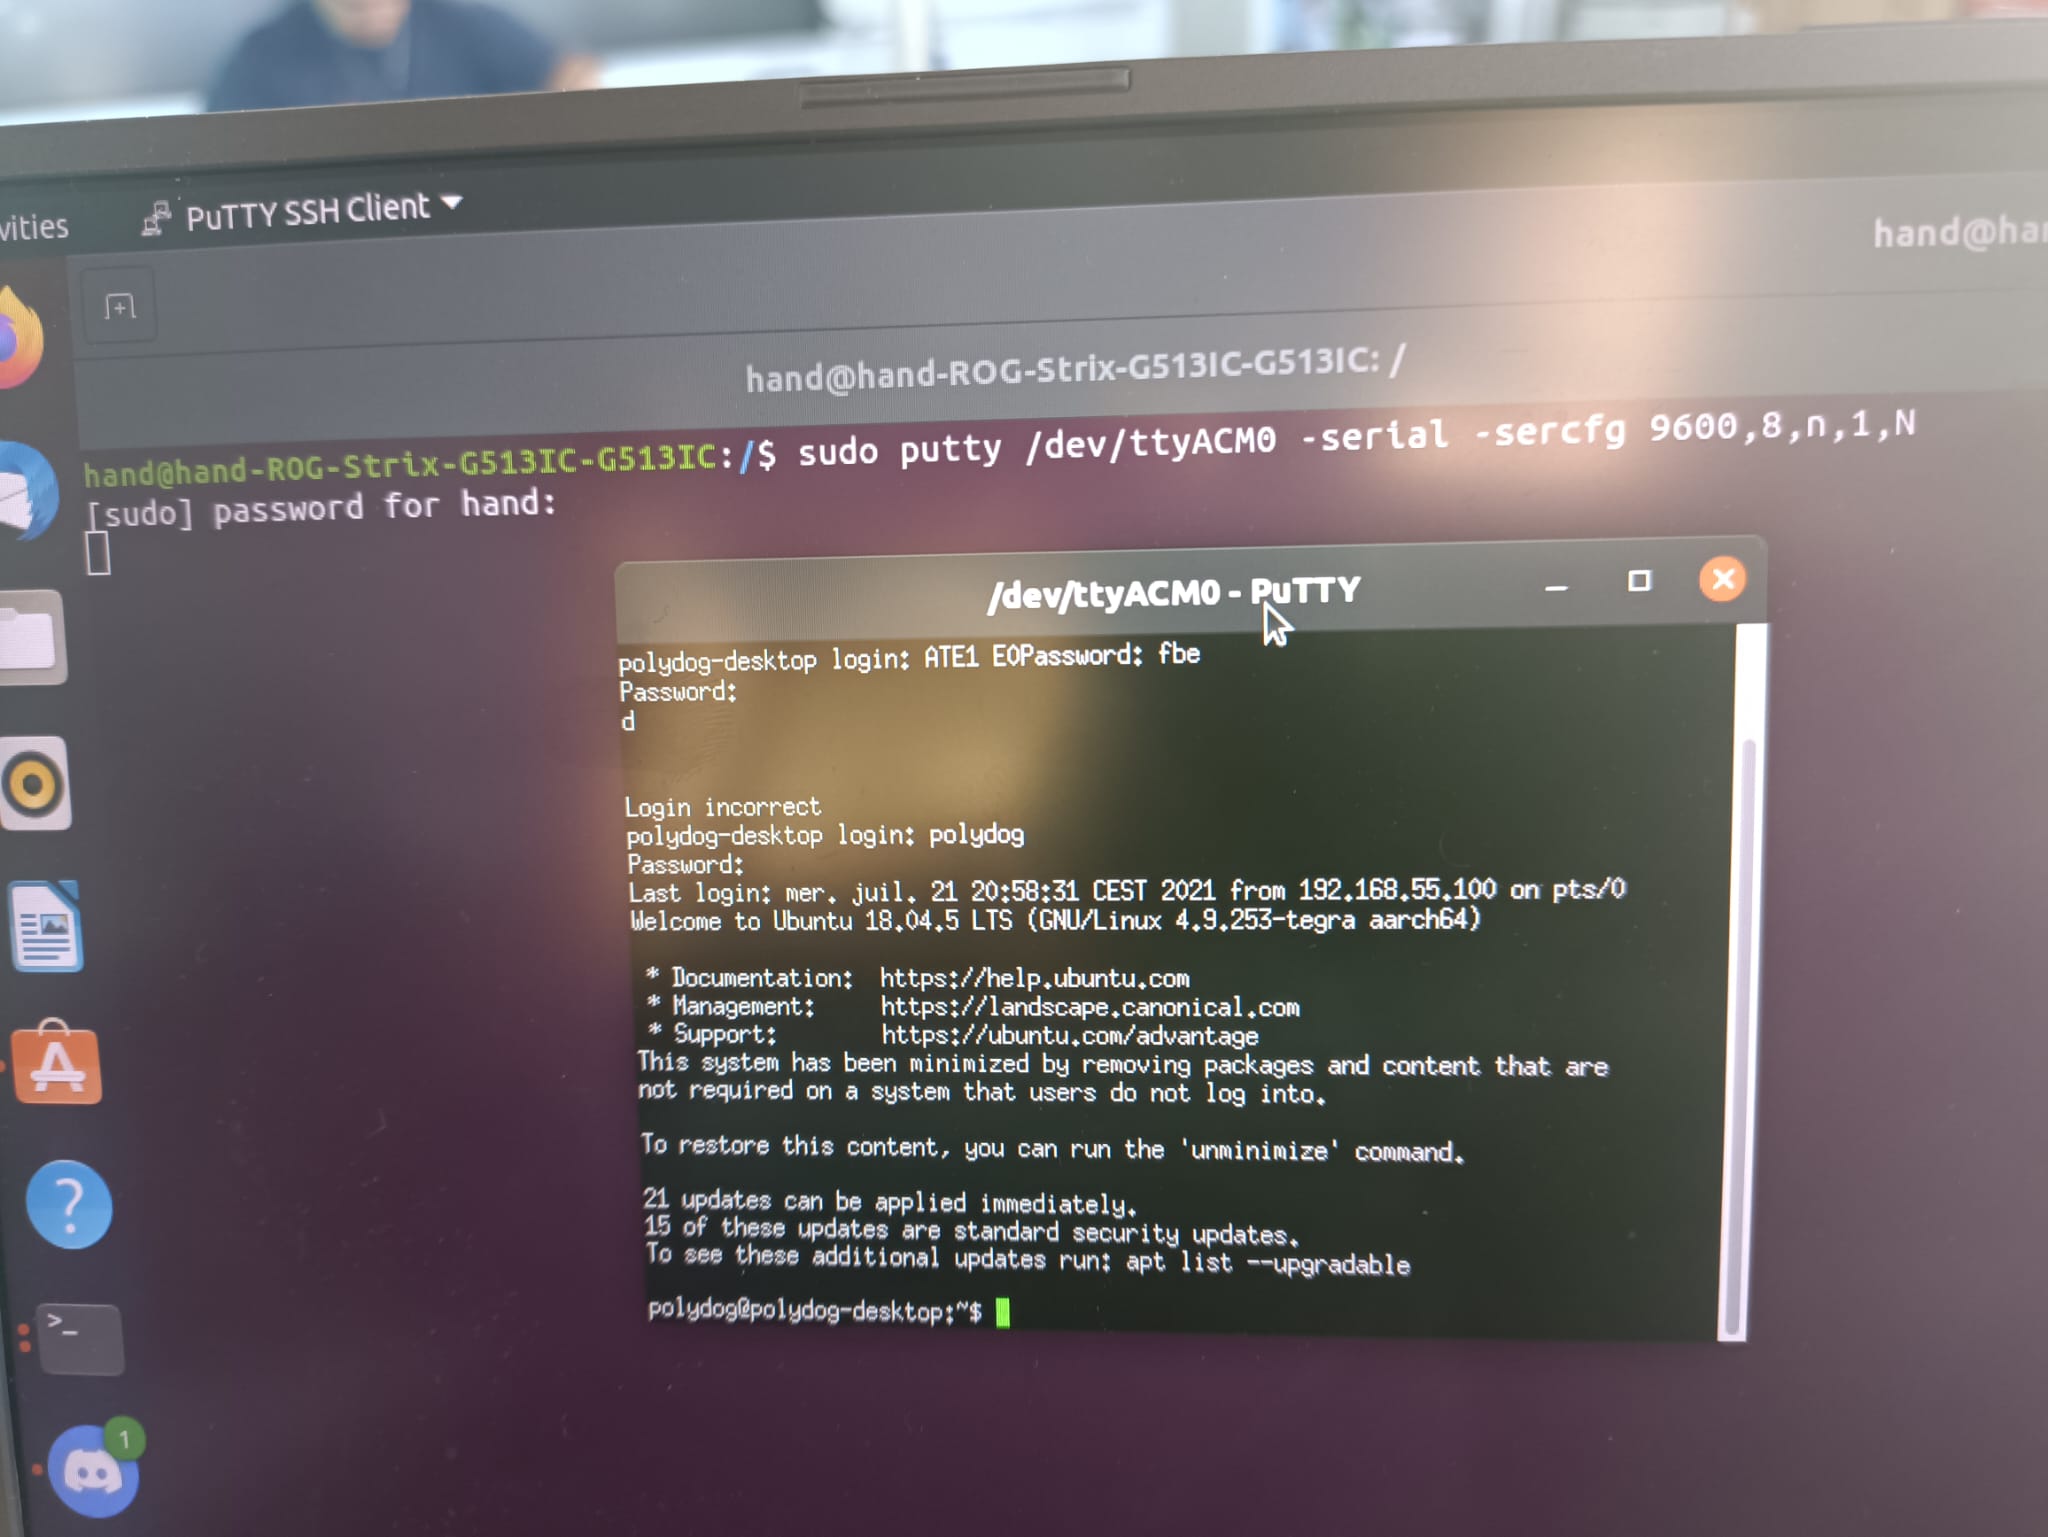 vities
PuTTY SSH Client
hand@ha
hand@hand-ROG-Strix-G513IC-G513IC: /
hand@hand-ROG-Strix-G513IC-G513IC:/$ sudo putty /dev/ttyACM0 -serial -sercfg 9600,8,n,1,N
[sudo] password for hand:
/dev/ttyACM0 - PuTTY
polydog-desktop login: ATE1 E0Password: fbe
Password:
d
Login incorrect
polydog-desktop login: polydog
Password:
Last login: mer. juil. 21 20:58:31 CEST 2021 from 192.168.55.100 on pts/0
Welcome to Ubuntu 18.04.5 LTS (GNU/Linux 4.9.253-tegra aarch64)
* Documentation: https://help.ubuntu.com
* Management: https://landscape.canonical.com
* Support: https://ubuntu.com/advantage
This system has been minimized by removing packages and content that are
not required on a system that users do not log into.
To restore this content, you can run the 'unminimize' command.
21 updates can be applied immediately.
15 of these updates are standard security updates.
To see these additional updates run: apt list --upgradable
polydog@polydog-desktop:~$
1